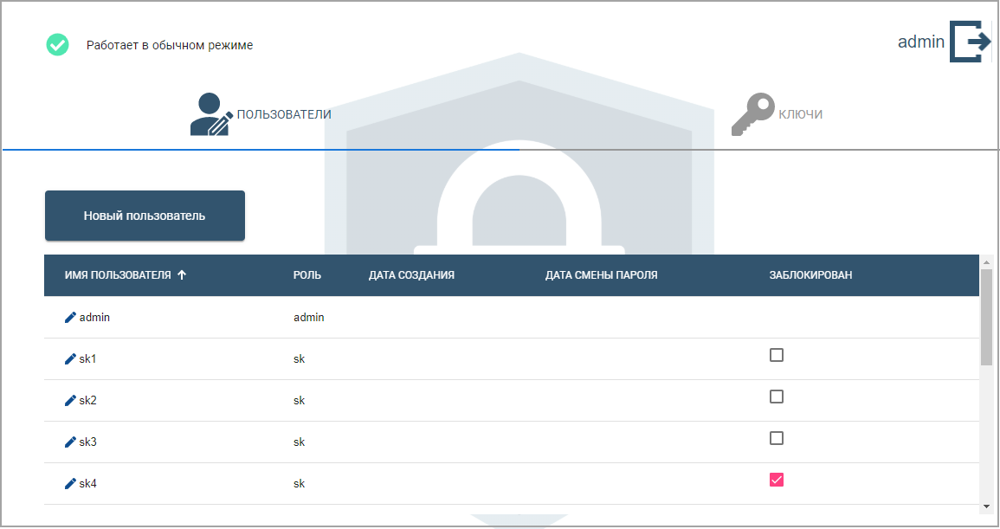 Работает в обычном режиме
admin
ПОЛЬЗОВАТЕЛИ
КЛЮЧИ
Новый пользователь
ИМЯ ПОЛЬЗОВАТЕЛЯ РОЛЬ ДАТА СОЗДАНИЯ ДАТА СМЕНЫ ПАРОЛЯ ЗАБЛОКИРОВАН
admin admin
sk1 sk
sk2 sk
sk3 sk
sk4 sk